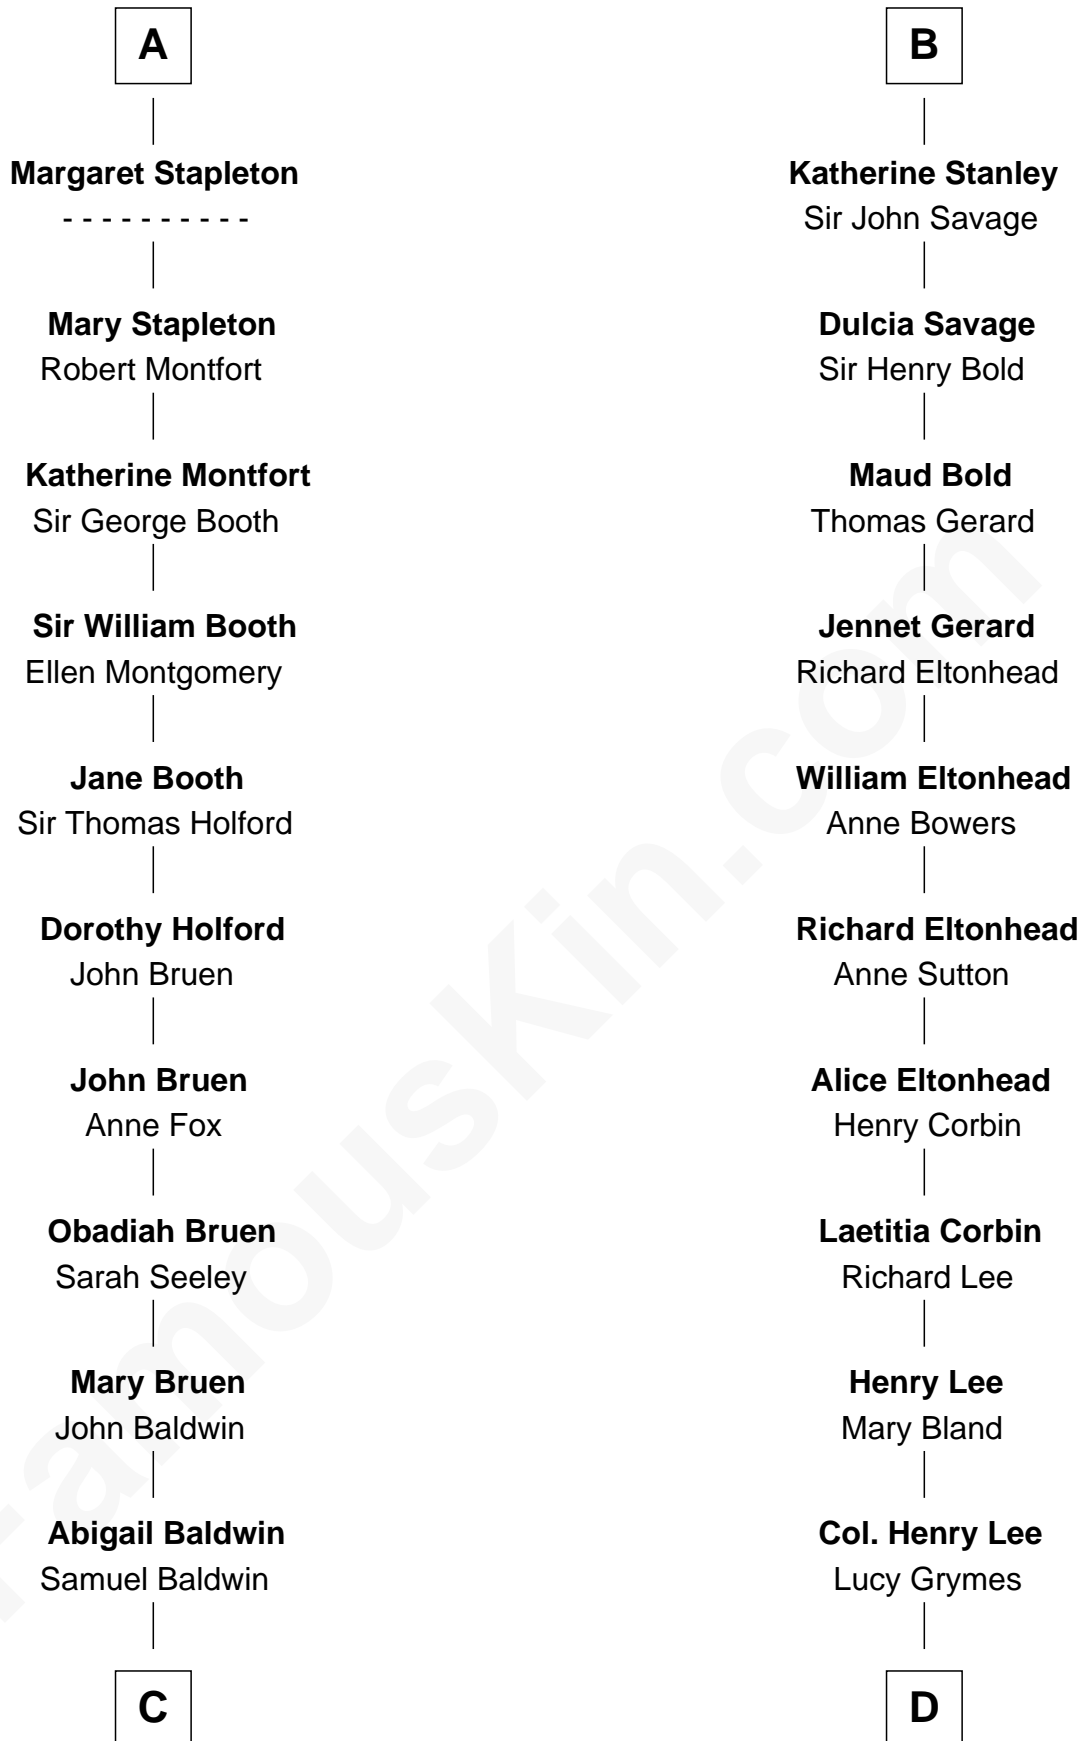 A
Margaret Stapleton
- - - - - - - - - -
Mary Stapleton
Robert Montfort
Katherine Montfort
Sir George Booth
Sir William Booth
Ellen Montgomery
Jane Booth
Sir Thomas Holford
Dorothy Holford
John Bruen
John Bruen
Anne Fox
Obadiah Bruen
Sarah Seeley
Mary Bruen
John Baldwin
Abigail Baldwin
Samuel Baldwin
C
B
Katherine Stanley
Sir John Savage
Dulcia Savage
Sir Henry Bold
Maud Bold
Thomas Gerard
Jennet Gerard
Richard Eltonhead
William Eltonhead
Anne Bowers
Richard Eltonhead
Anne Sutton
Alice Eltonhead
Henry Corbin
Laetitia Corbin
Richard Lee
Henry Lee
Mary Bland
Col. Henry Lee
Lucy Grymes
D
FamousKin.com